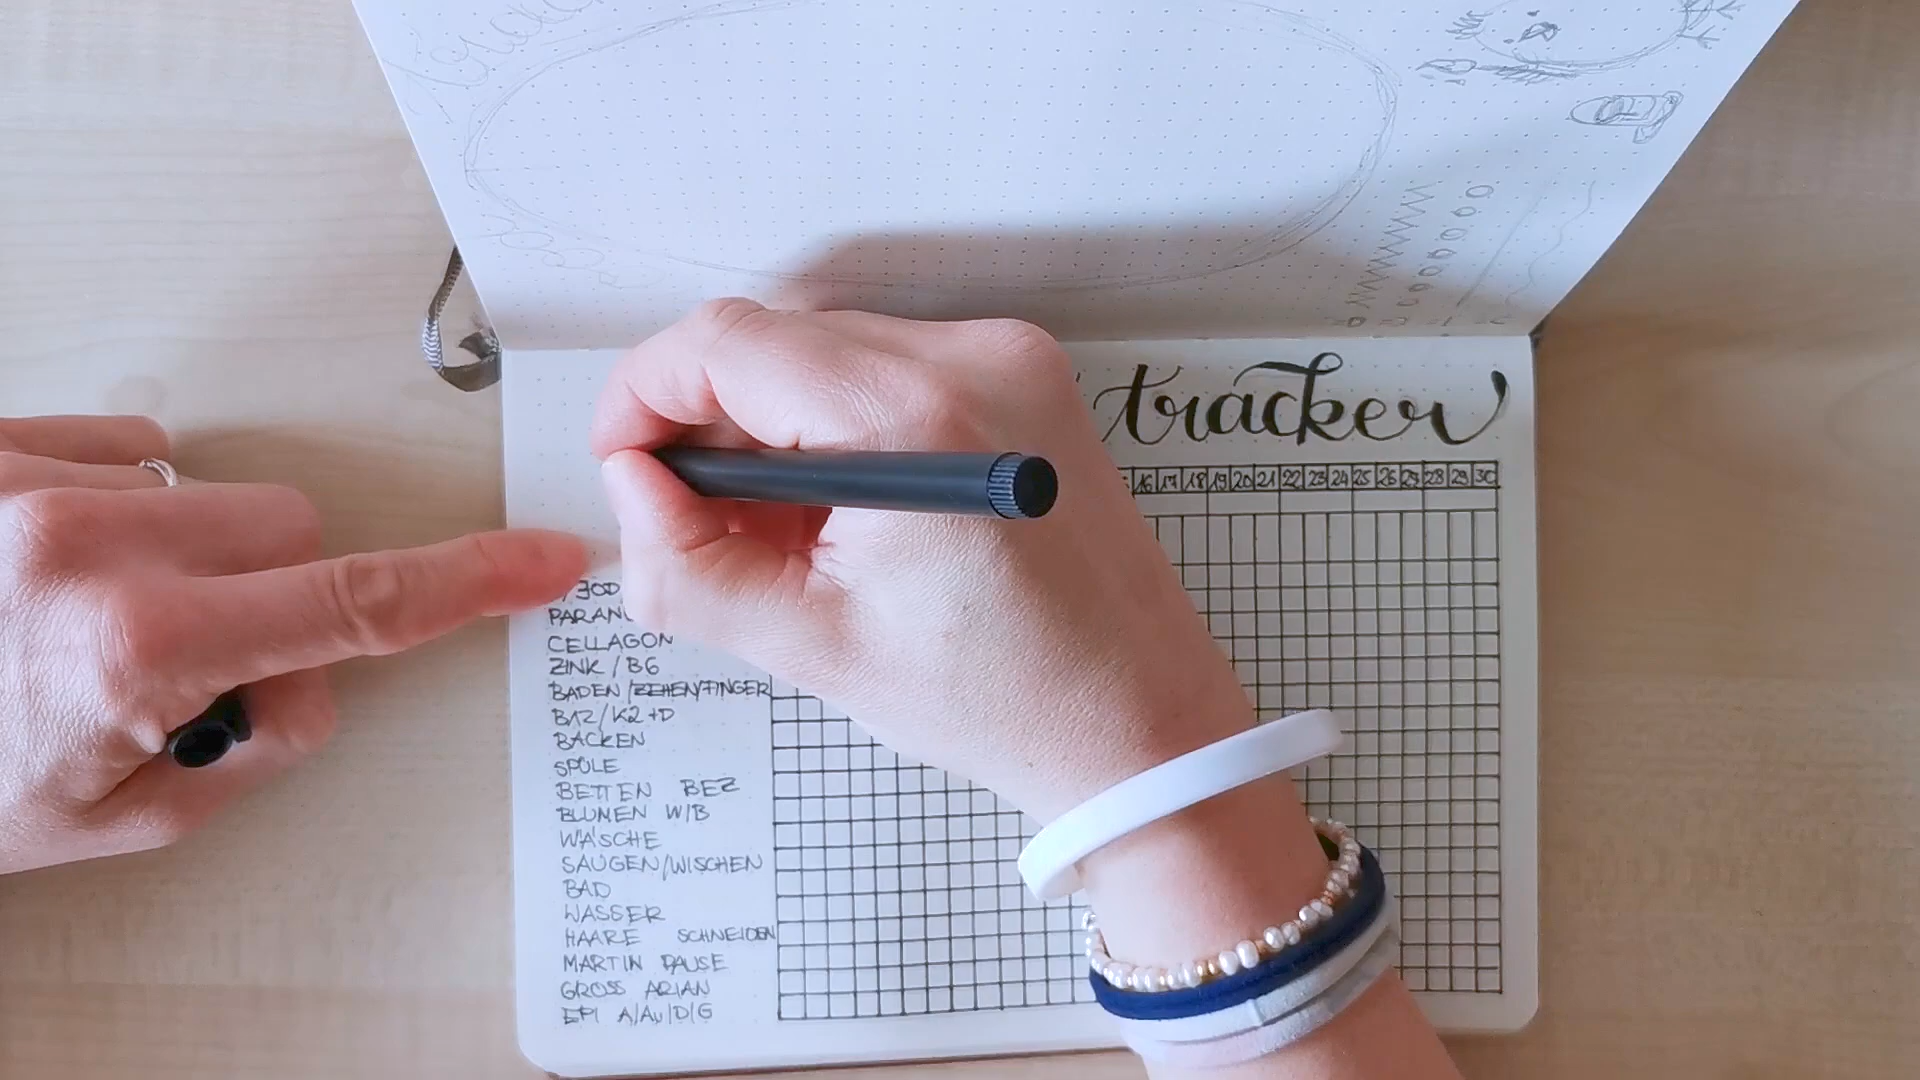 tracker
16 17 18 19 20 21 22 23 24 25 26 27 28 29 30
/JOD
PARAN
CELLAGON
ZINK / B6
BADEN /ZEHEN/FINGER
B12/K2+D
BACKEN
SPÜLE
BETTEN BEZ
BLUMEN W/B
WÄSCHE
SAUGEN/WISCHEN
BAD
WASSER
HAARE SCHNEIDEN
MARTIN PAUSE
GROSS ARIAN
EPI A/Au/D/G